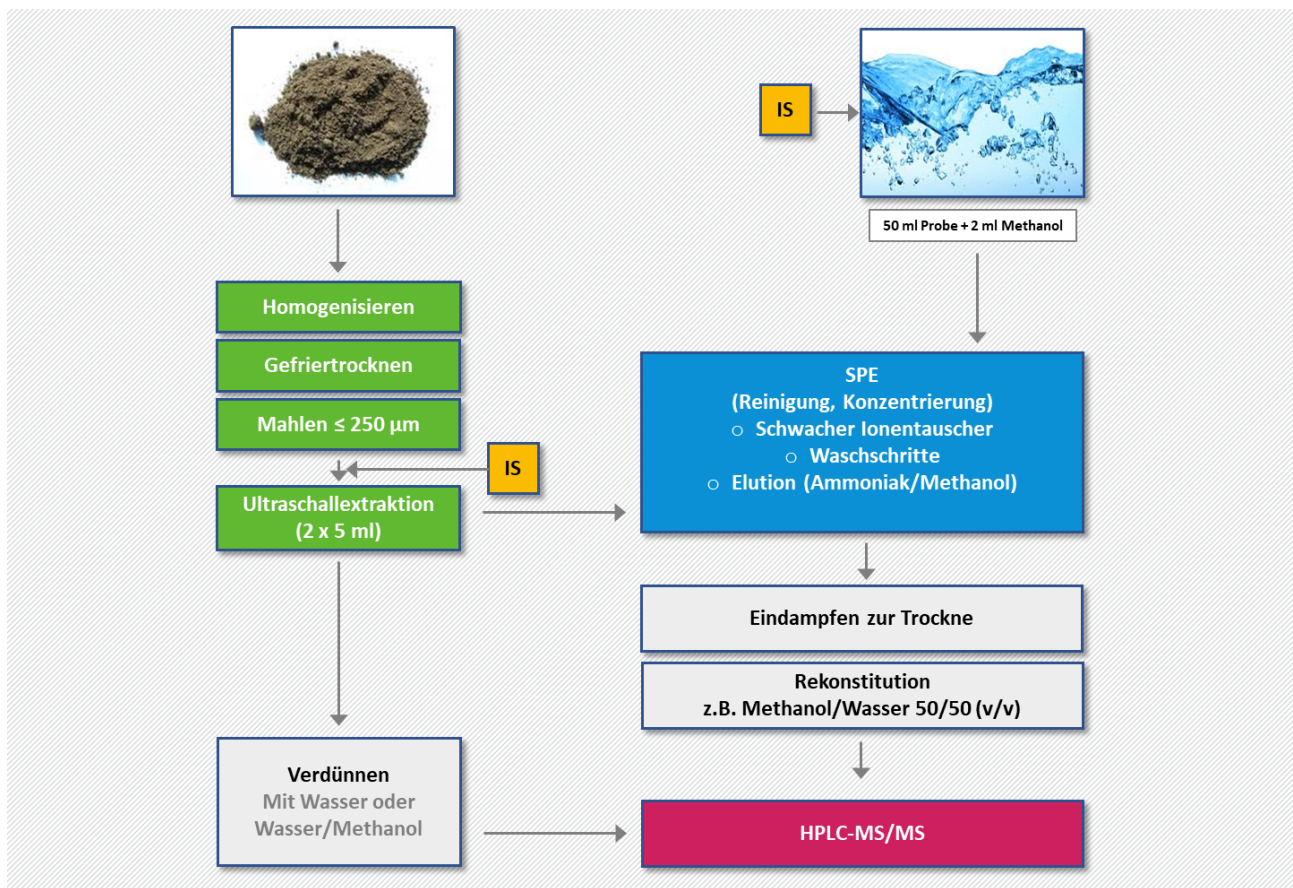 IS
50 ml Probe + 2 ml Methanol
Homogenisieren
Gefriertrocknen
Mahlen ≤ 250 µm
IS
Ultraschallextraktion
(2 x 5 ml)
SPE
(Reinigung, Konzentrierung)
○ Schwacher Ionentauscher
○ Waschschritte
○ Elution (Ammoniak/Methanol)
Eindampfen zur Trockne
Rekonstitution
z.B. Methanol/Wasser 50/50 (v/v)
Verdünnen
Mit Wasser oder
Wasser/Methanol
HPLC-MS/MS